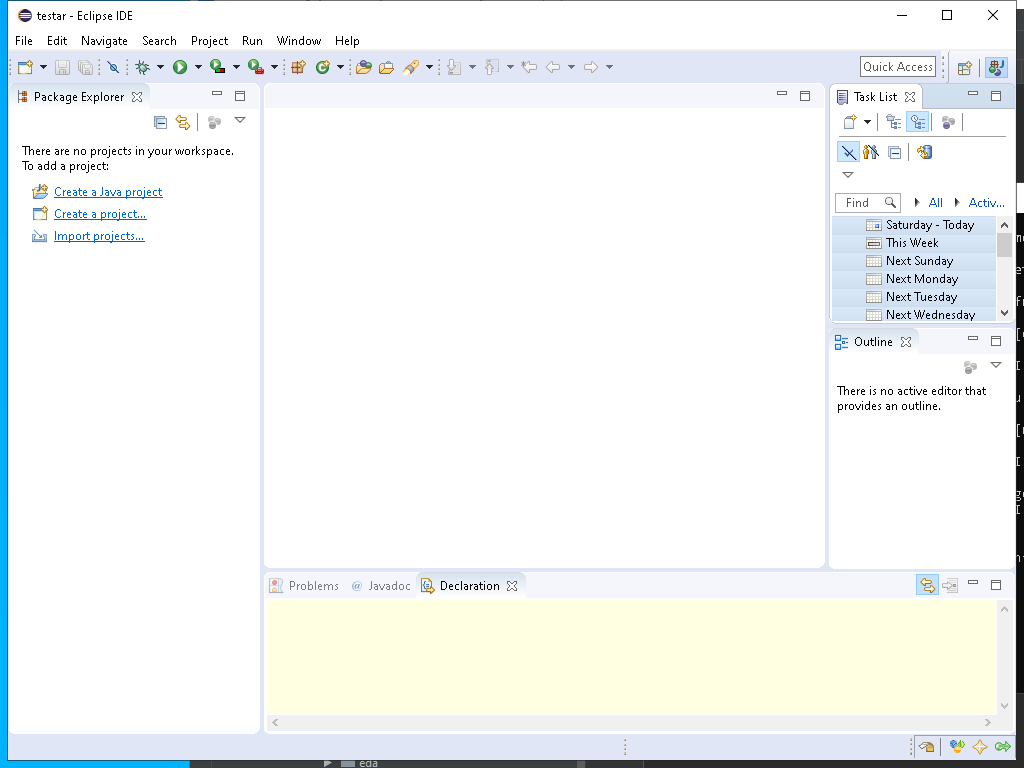 testar - Eclipse IDE
File Edit Navigate Search Project Run Window Help
Quick Access
Package Explorer
There are no projects in your workspace.
To add a project:
Create a Java project
Create a project...
Import projects...
Task List
Find All Activ...
Saturday - Today
This Week
Next Sunday
Next Monday
Next Tuesday
Next Wednesday
Outline
There is no active editor that
provides an outline.
Problems @ Javadoc Declaration
eda